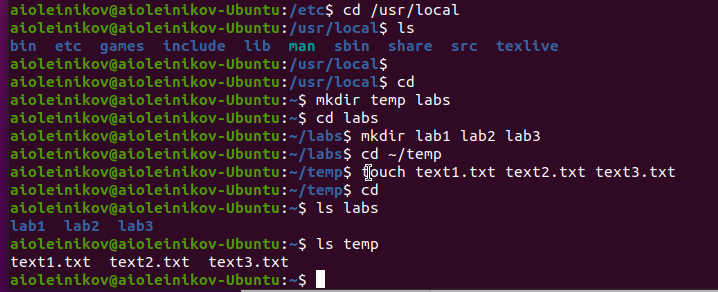 aioleinikov@aioleinikov-Ubuntu:/etc$ cd /usr/local
aioleinikov@aioleinikov-Ubuntu:/usr/local$ ls
bin  etc  games  include  lib  man  sbin  share  src  texlive
aioleinikov@aioleinikov-Ubuntu:/usr/local$
aioleinikov@aioleinikov-Ubuntu:/usr/local$ cd
aioleinikov@aioleinikov-Ubuntu:~$ mkdir temp labs
aioleinikov@aioleinikov-Ubuntu:~$ cd labs
aioleinikov@aioleinikov-Ubuntu:~/labs$ mkdir lab1 lab2 lab3
aioleinikov@aioleinikov-Ubuntu:~/labs$ cd ~/temp
aioleinikov@aioleinikov-Ubuntu:~/temp$ touch text1.txt text2.txt text3.txt
aioleinikov@aioleinikov-Ubuntu:~/temp$ cd
aioleinikov@aioleinikov-Ubuntu:~$ ls labs
lab1  lab2  lab3
aioleinikov@aioleinikov-Ubuntu:~$ ls temp
text1.txt  text2.txt  text3.txt
aioleinikov@aioleinikov-Ubuntu:~$